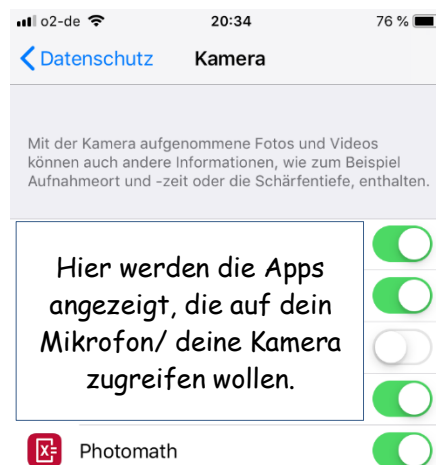 o2-de 20:34 76 %
Datenschutz Kamera
Mit der Kamera aufgenommene Fotos und Videos
können auch andere Informationen, wie zum Beispiel
Aufnahmeort und -zeit oder die Schärfentiefe, enthalten.
Hier werden die Apps
angezeigt, die auf dein
Mikrofon/ deine Kamera
zugreifen wollen.
Photomath